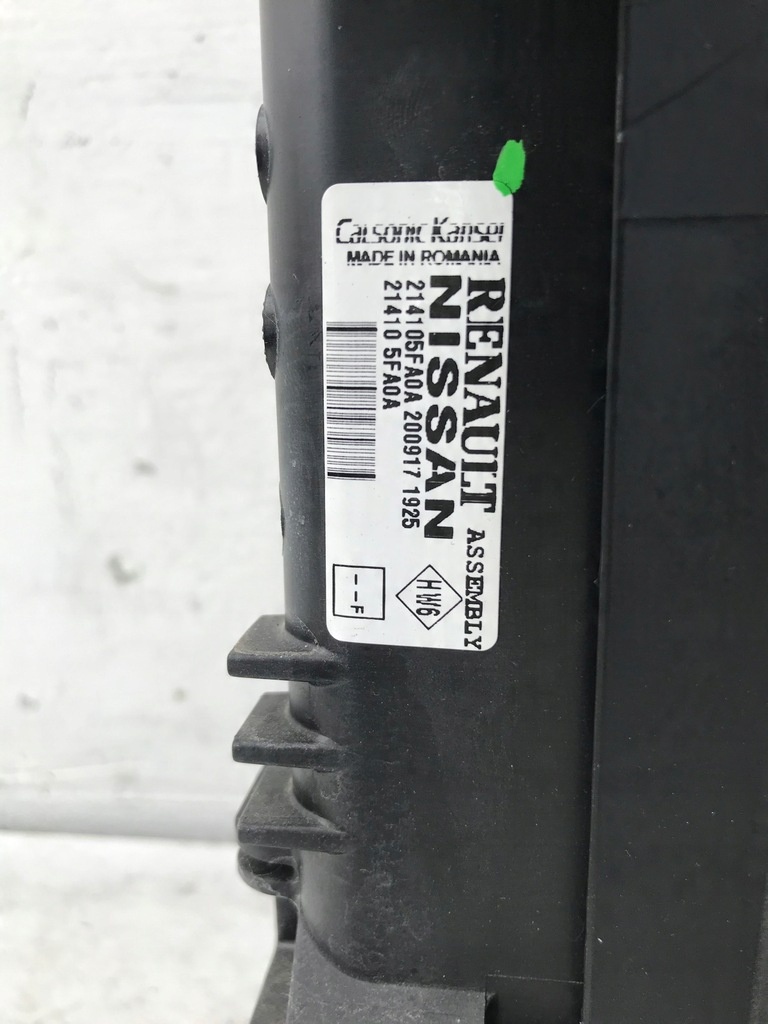 Calsonic Kansei
MADE IN ROMANIA
RENAULT ASSEMBLY
NISSAN
214105FA0A 200917 1925
21410 5FA0A
HW6
--F